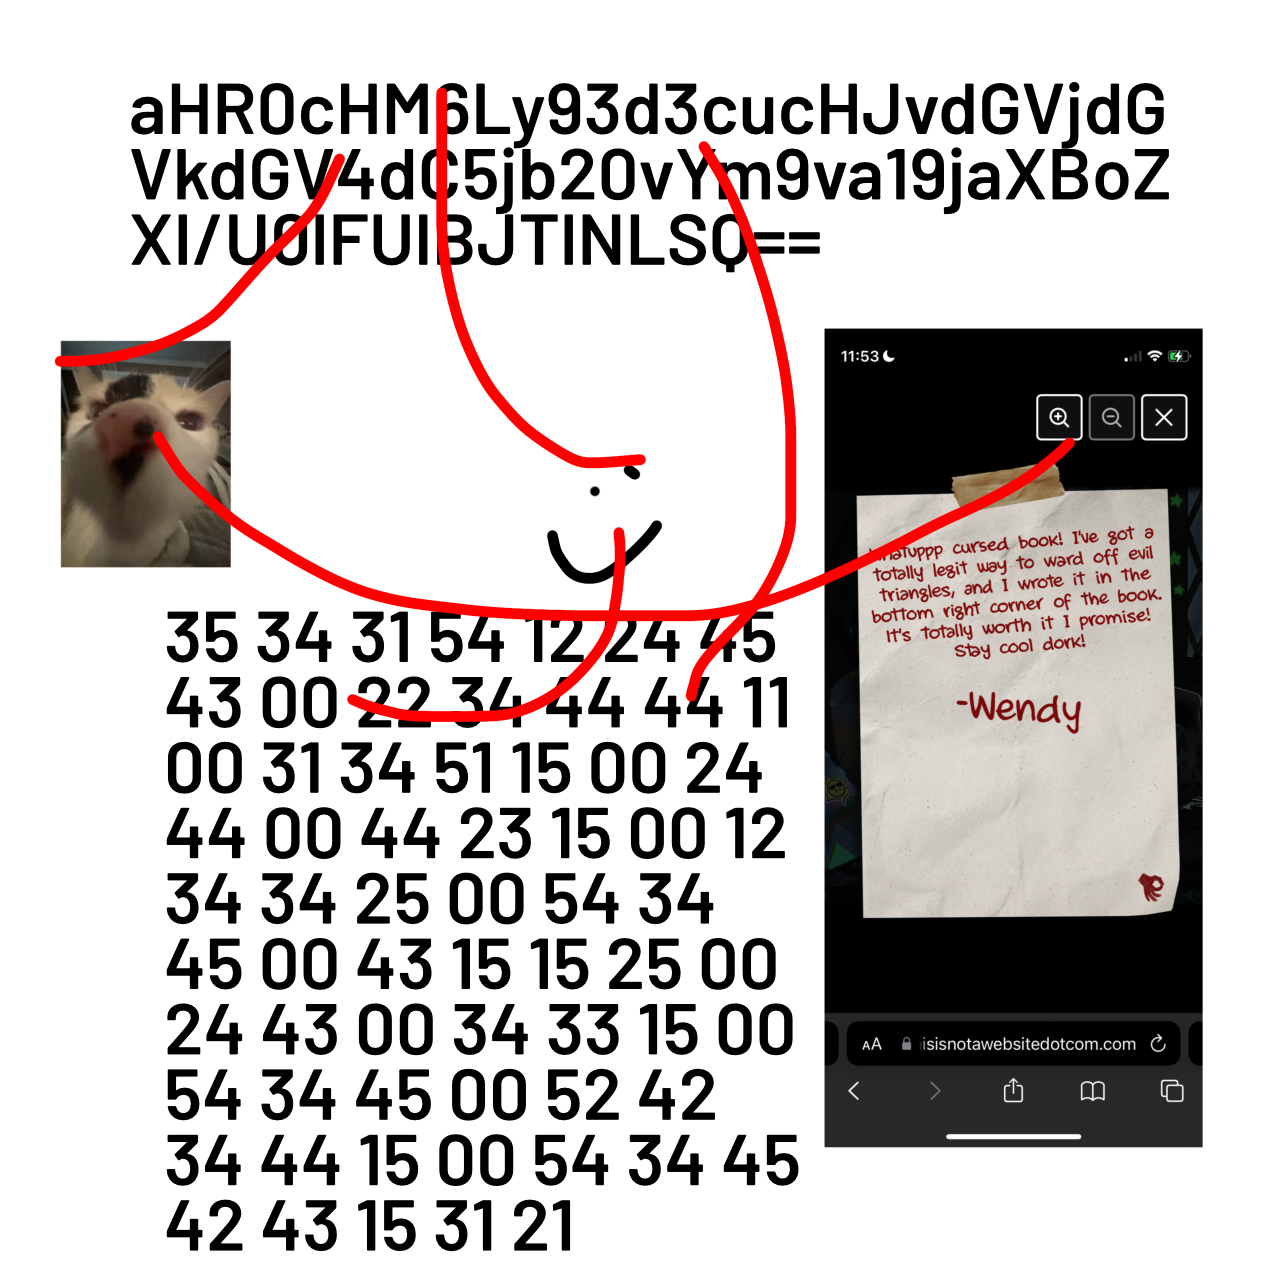 aHR0cHM6Ly93d3cucHJvdGVjdG
VkdGV4dC5jb20vYm9va19jaXBoZ
XI/U0lFUlBJTlNLSQ==
11:53
whatuppp cursed book! I've got a
totally legit way to ward off evil
triangles, and I wrote it in the
bottom right corner of the book.
It's totally worth it I promise!
Stay cool dork!
-Wendy
35 34 31 54 12 24 45
43 00 22 34 44 44 11
00 31 34 51 15 00 24
44 00 44 23 15 00 12
34 34 25 00 54 34
45 00 43 15 15 25 00
24 43 00 34 33 15 00
54 34 45 00 52 42
34 44 15 00 54 34 45
42 43 15 31 21
AA isisnotawebsitedotcom.com